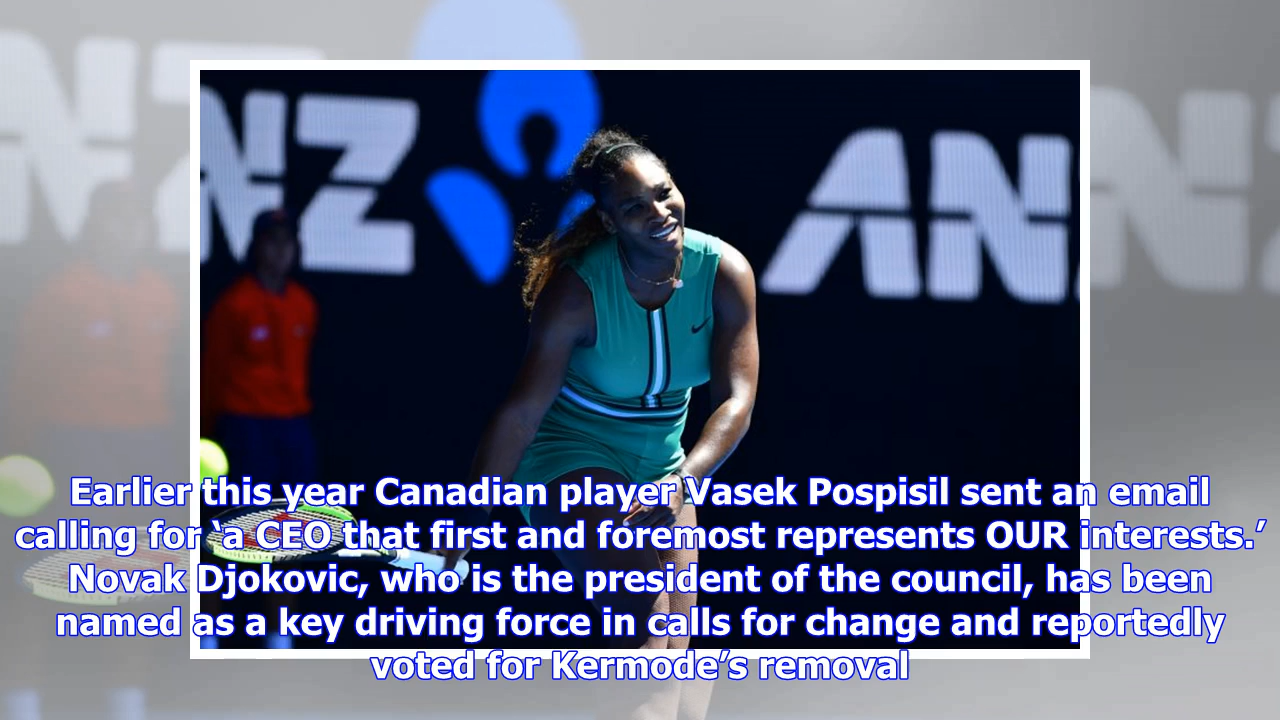 ANZ
ANZ
Earlier this year Canadian player Vasek Pospisil sent an email
calling for ‘a CEO that first and foremost represents OUR interests.’
Novak Djokovic, who is the president of the council, has been
named as a key driving force in calls for change and reportedly
voted for Kermode’s removal